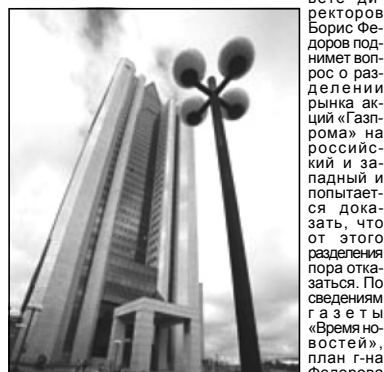 вете ди-
ректоров
Борис Фе-
доров под-
нимет воп-
рос о раз-
делении
рынка ак-
ций «Газп-
рома» на
российс-
кий и за-
падный и
попытает-
ся дока-
зать, что
от этого
разделения
пора отка-
заться. По
сведениям
газеты
«Время но-
востей»,
план г-на
Федорова